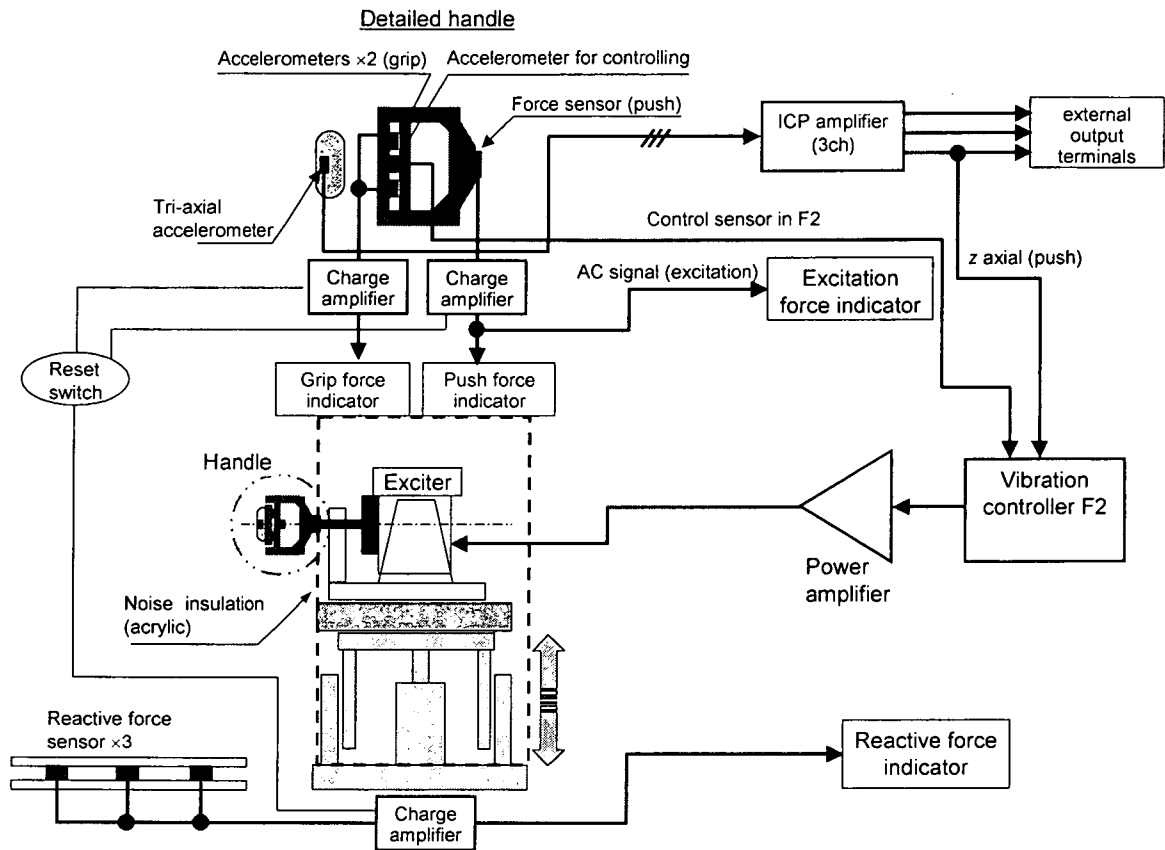 Detailed handle
Accelerometers ×2 (grip)
Accelerometer for controlling
Force sensor (push)
ICP amplifier
(3ch)
external
output
terminals
Tri-axial
accelerometer
Control sensor in F2
z axial (push)
Charge
amplifier
Charge
amplifier
AC signal (excitation)
Excitation
force indicator
Reset
switch
Grip force
indicator
Push force
indicator
Handle
Exciter
Vibration
controller F2
Power
amplifier
Noise insulation
(acrylic)
Reactive force
sensor ×3
Reactive force
indicator
Charge
amplifier